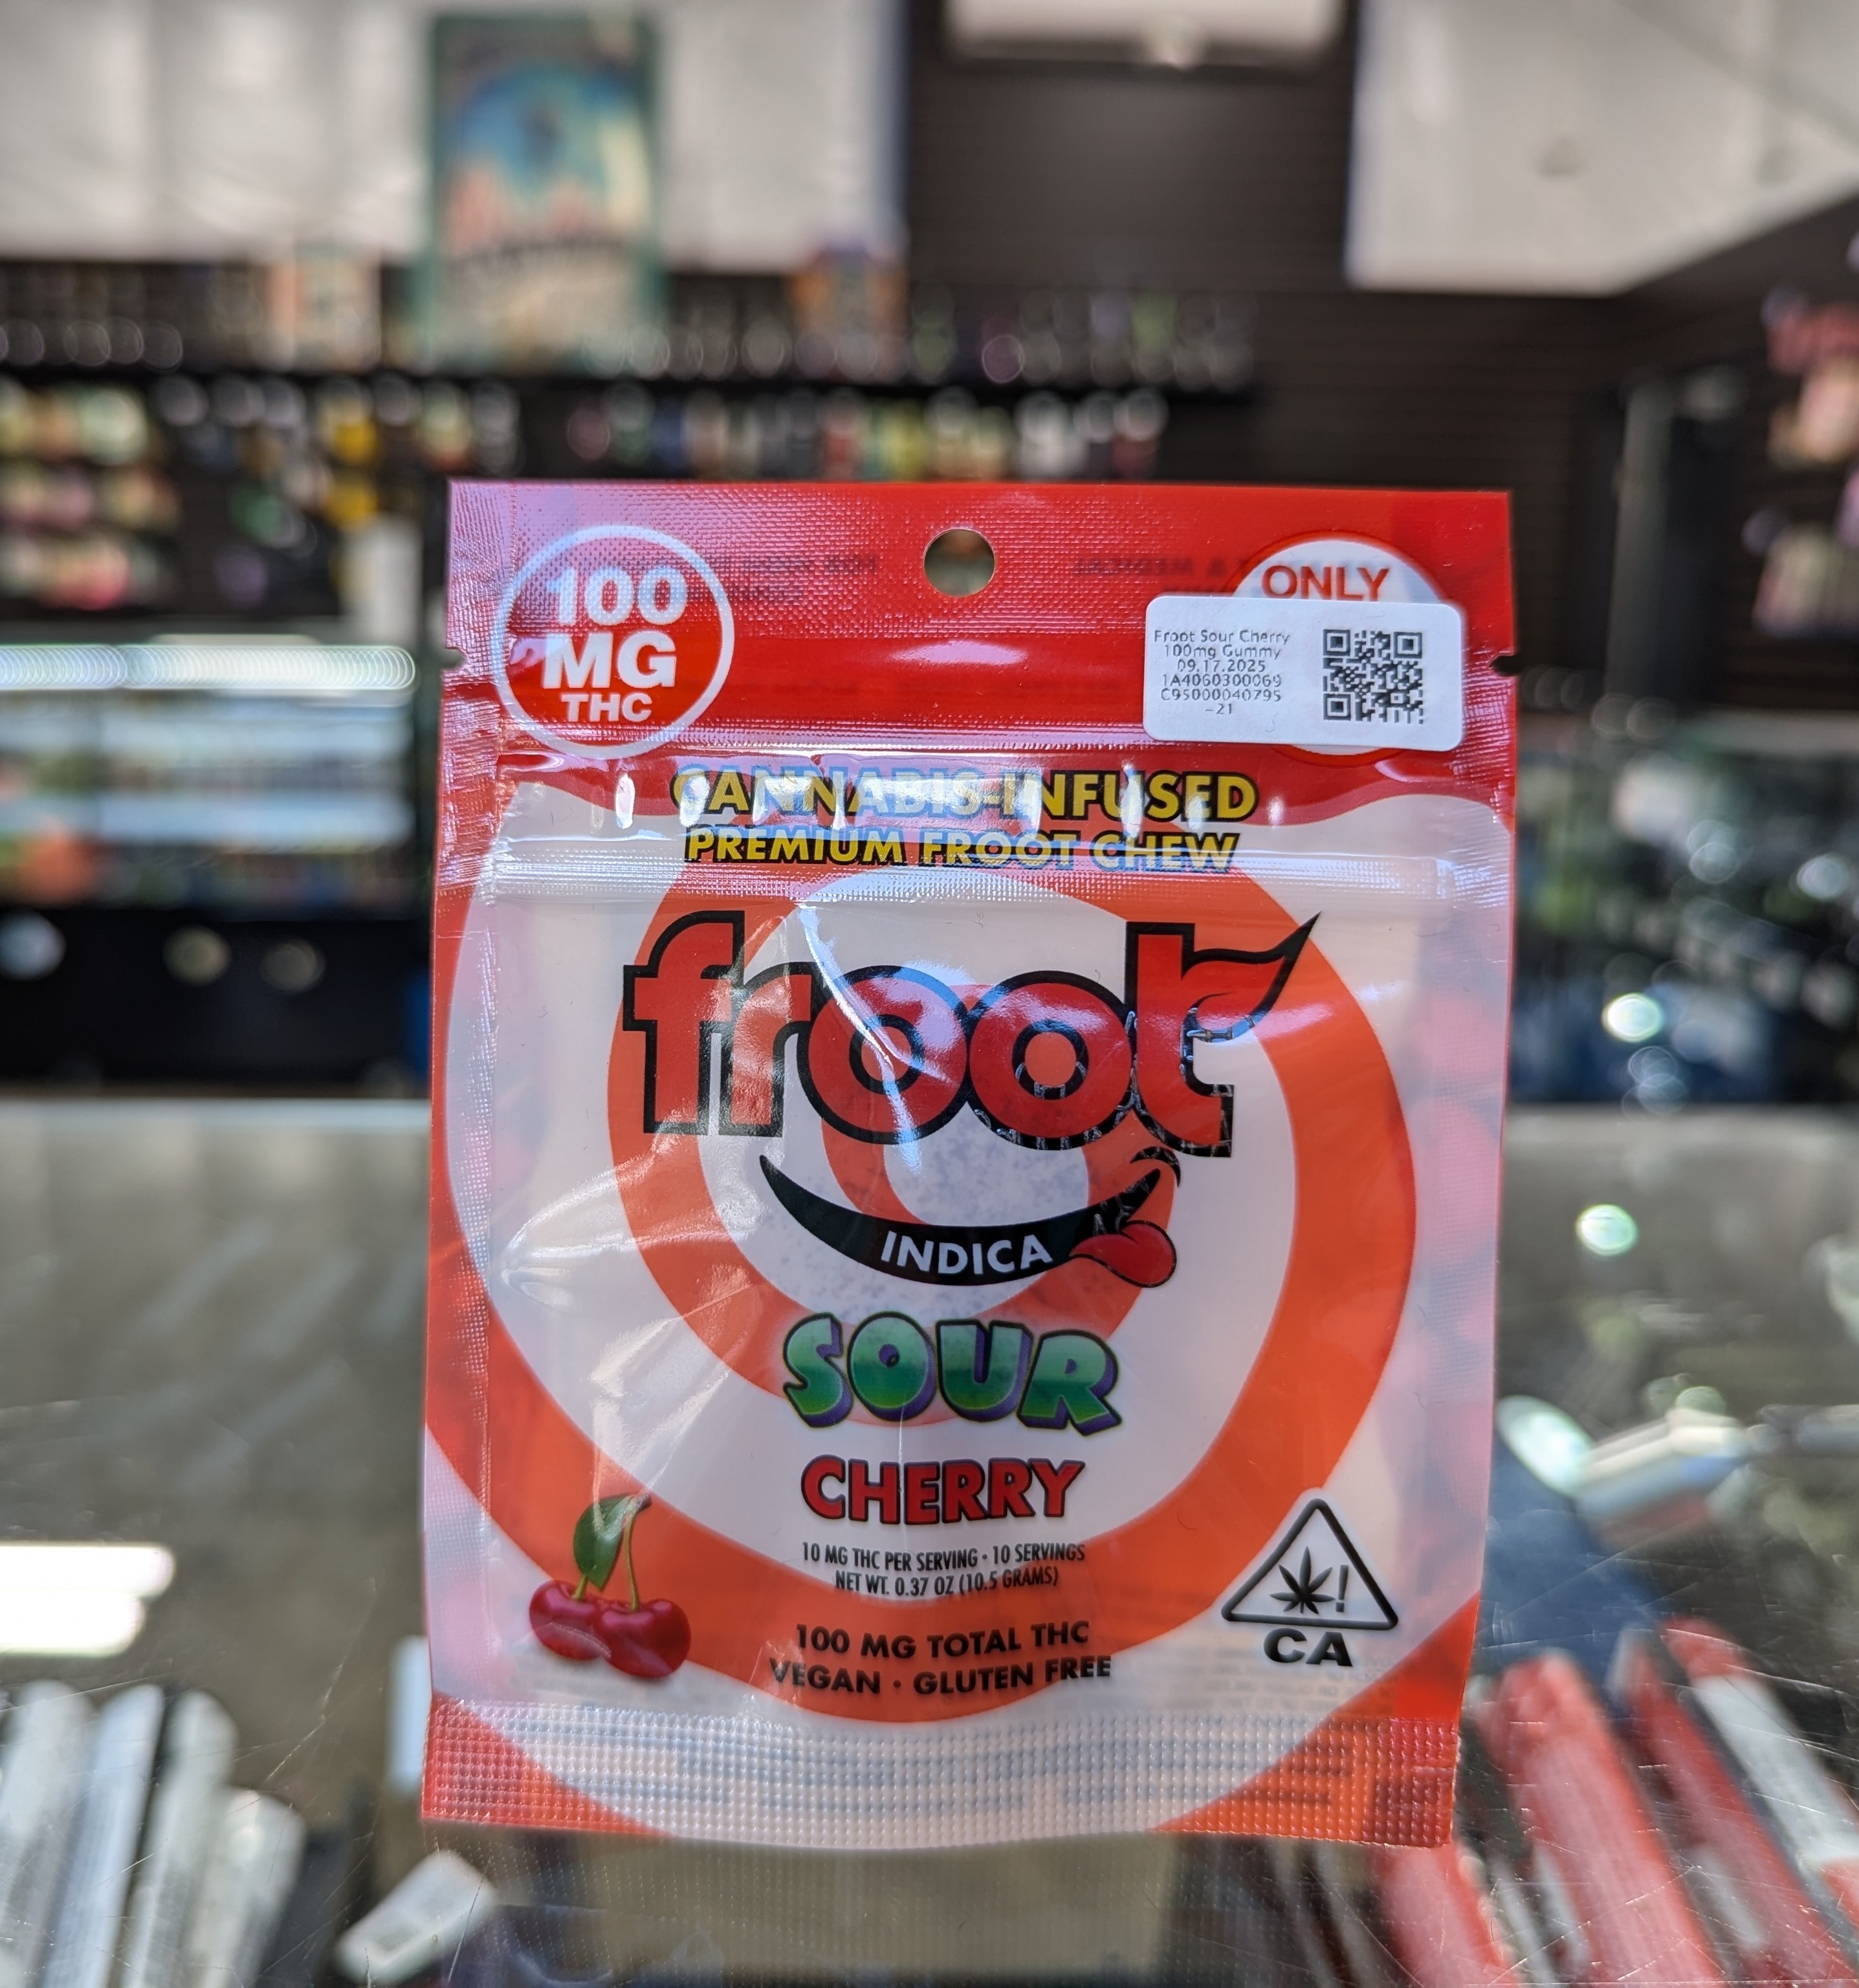 100
MG
THC
ONLY
Froot Sour Cherry
100mg Gummy
09.17.2025
1A4060300069
C95000040795
-21
CANNABIS-INFUSED
PREMIUM FROOT CHEW
froot
INDICA
SOUR
CHERRY
10 MG THC PER SERVING · 10 SERVINGS
NET WT. 0.37 OZ (10.5 GRAMS)
100 MG TOTAL THC
VEGAN · GLUTEN FREE
!
CA